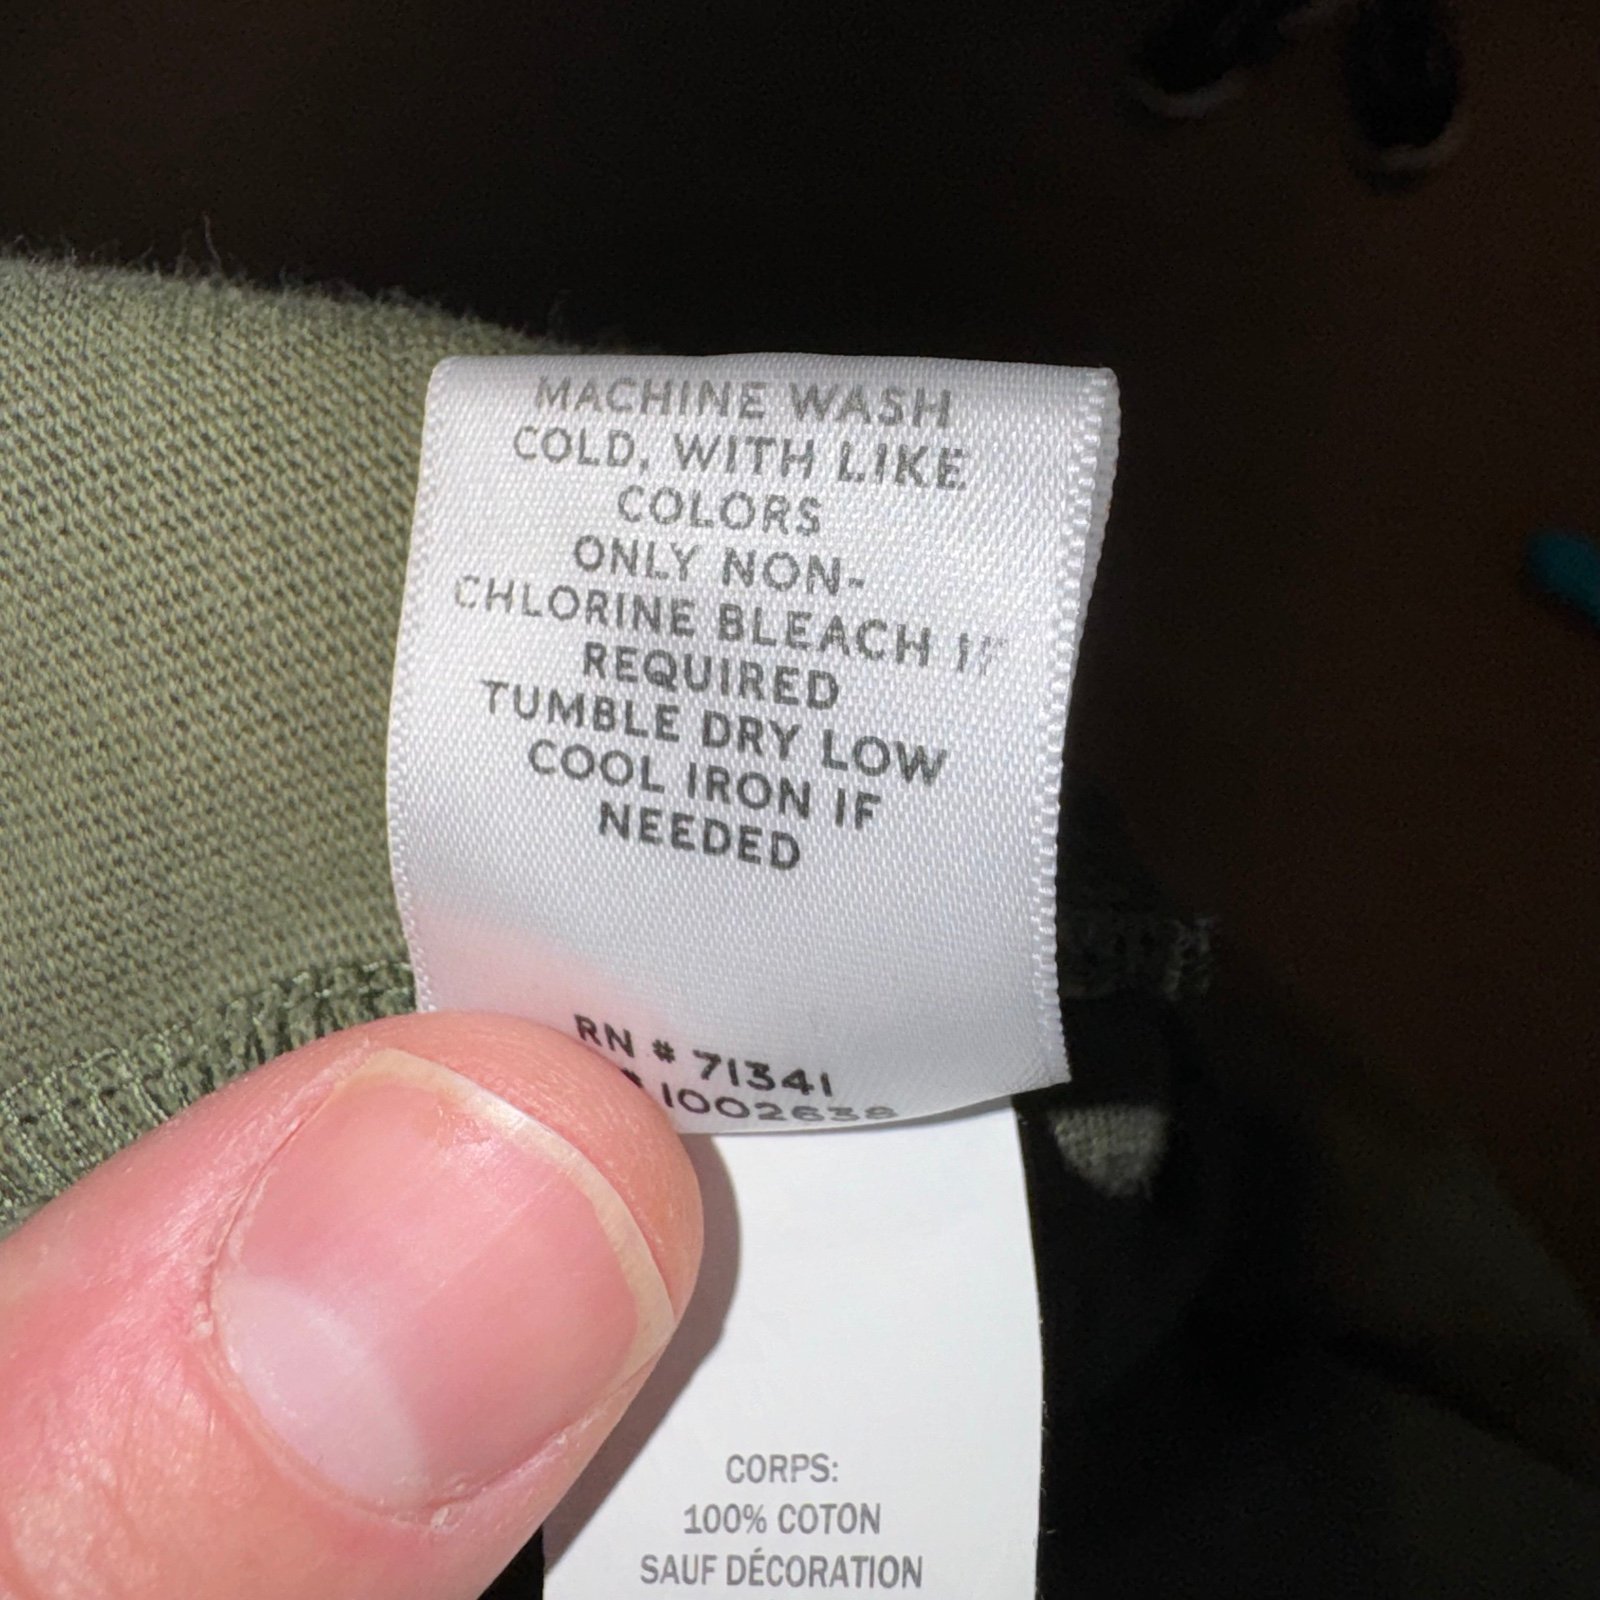 MACHINE WASH
COLD, WITH LIKE
COLORS
ONLY NON-
CHLORINE BLEACH IF
REQUIRED
TUMBLE DRY LOW
COOL IRON IF
NEEDED
RN # 71341
# 1002638
CORPS:
100% COTON
SAUF DÉCORATION